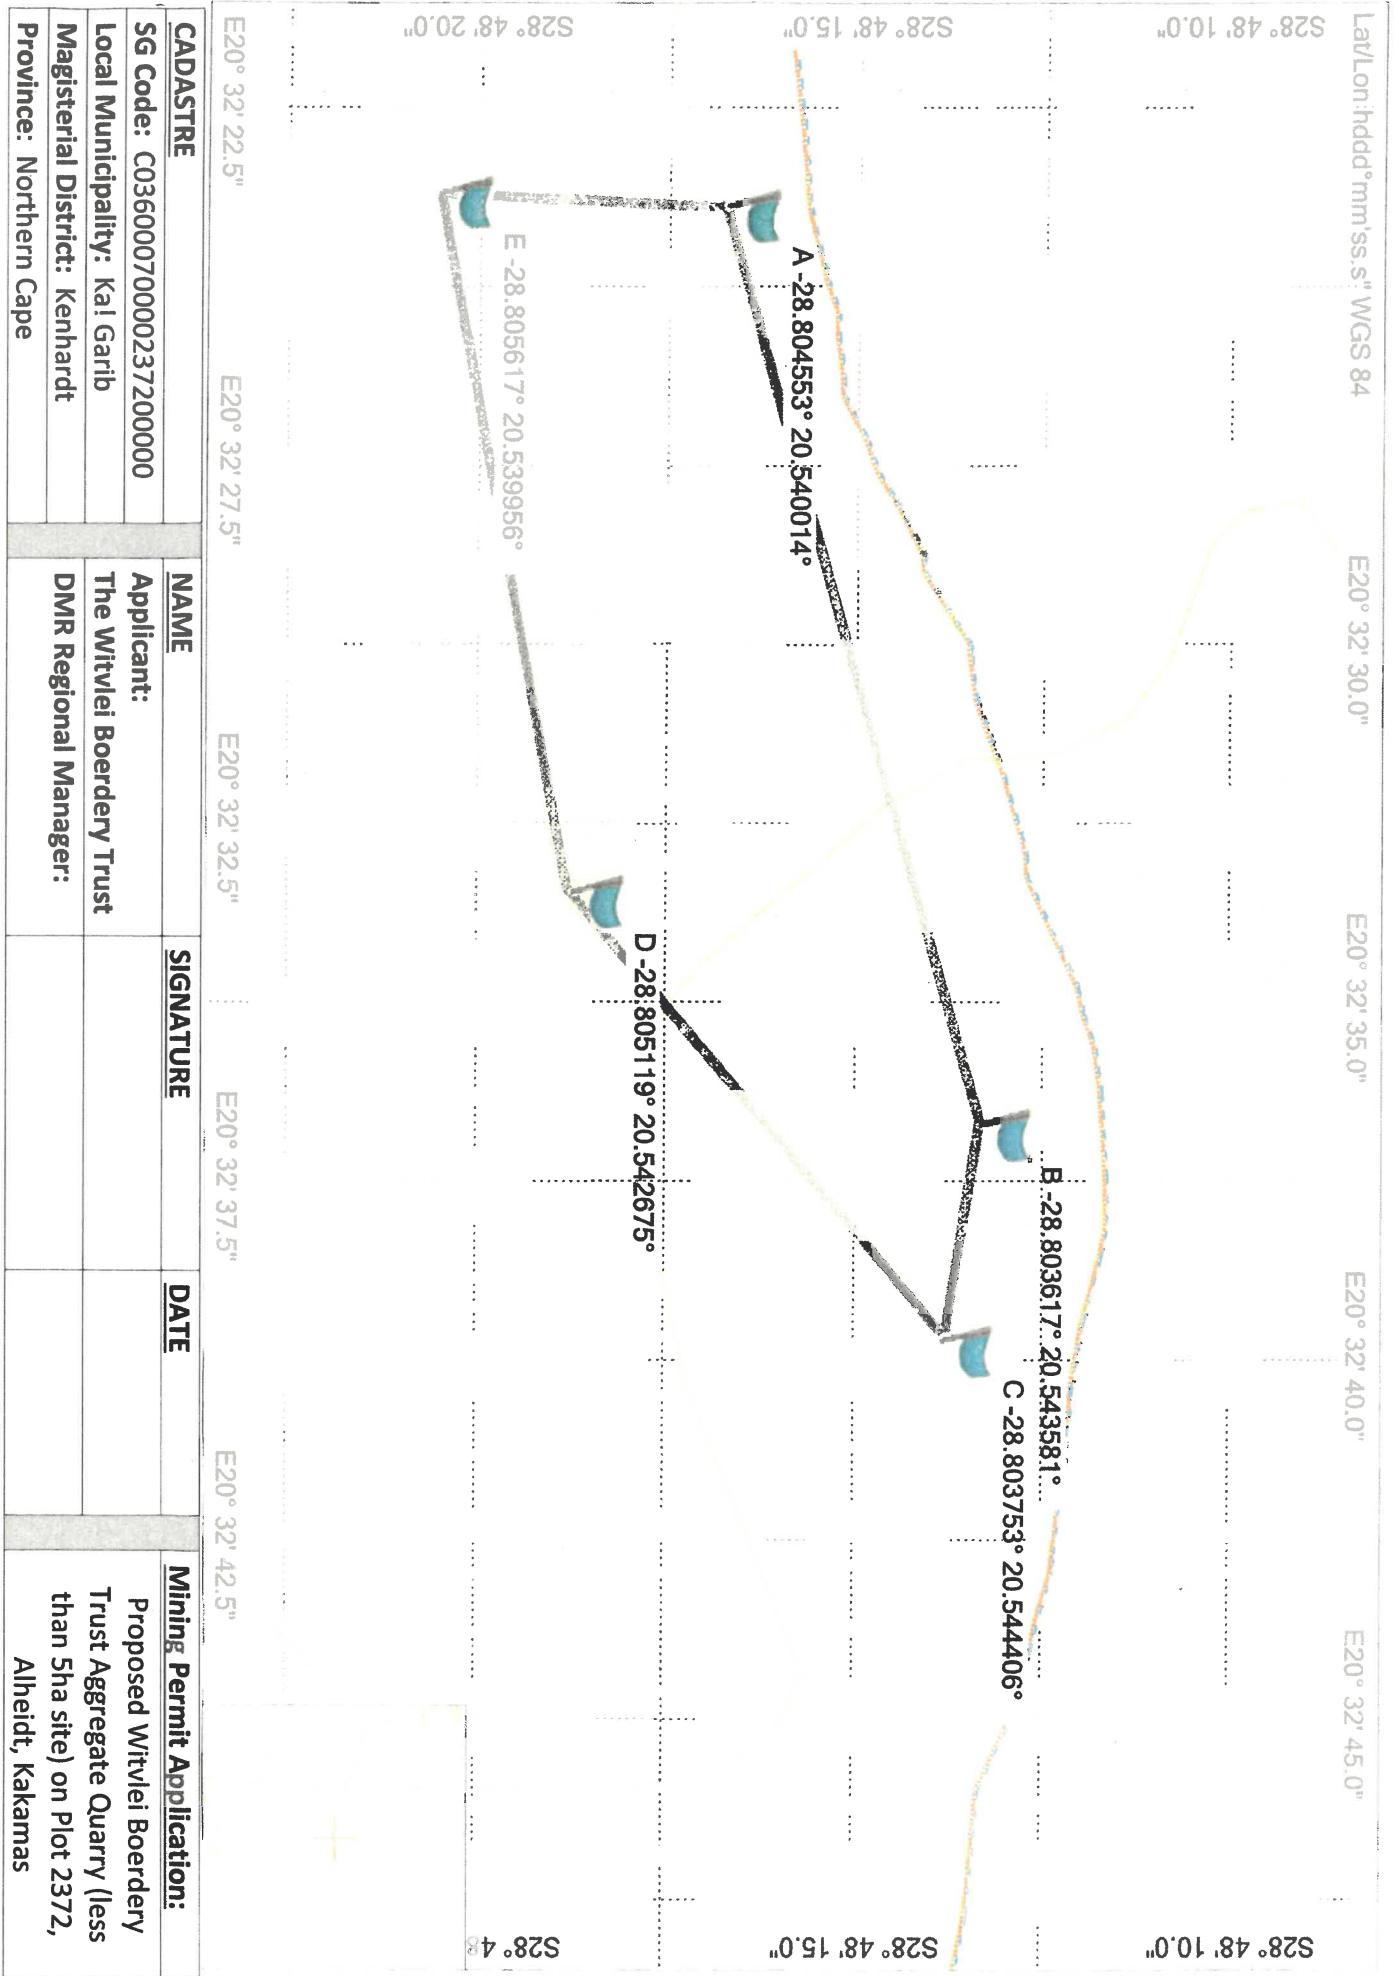 Lat/Lon:hddd°mm'ss.s" WGS 84
E20° 32' 30.0"
E20° 32' 35.0"
E20° 32' 40.0"
E20° 32' 45.0"
S28° 48' 10.0"
S28° 48' 15.0"
S28° 48' 20.0"
S28° 48' 10.0"
S28° 48' 15.0"
S28° 4
B -28.803617° 20.543581°
C -28.803753° 20.544406°
A -28.804553° 20.540014°
D -28.805119° 20.542675°
E -28.805617° 20.539956°
E20° 32' 22.5"
E20° 32' 27.5"
E20° 32' 32.5"
E20° 32' 37.5"
E20° 32' 42.5"
CADASTRE
SG Code: C03600070000237200000
Local Municipality: Ka! Garib
Magisterial District: Kenhardt
Province: Northern Cape
NAME
Applicant:
The Witvlei Boerdery Trust
DMR Regional Manager:
SIGNATURE
DATE
Mining Permit Application:
Proposed Witvlei Boerdery
Trust Aggregate Quarry (less
than 5ha site) on Plot 2372,
Alheidt, Kakamas